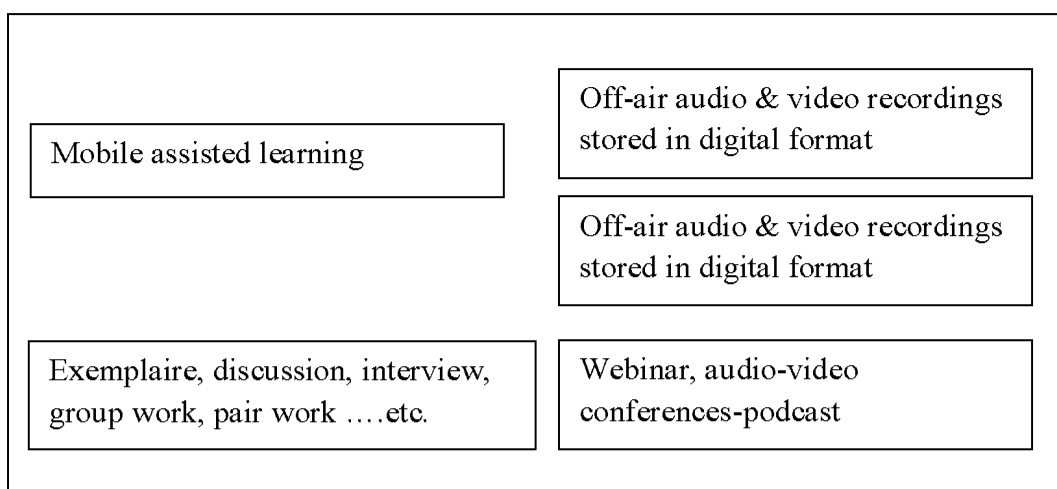 Mobile assisted learning
Off-air audio & video recordings
stored in digital format
Off-air audio & video recordings
stored in digital format
Exemplaire, discussion, interview,
group work, pair work ….etc.
Webinar, audio-video
conferences-podcast